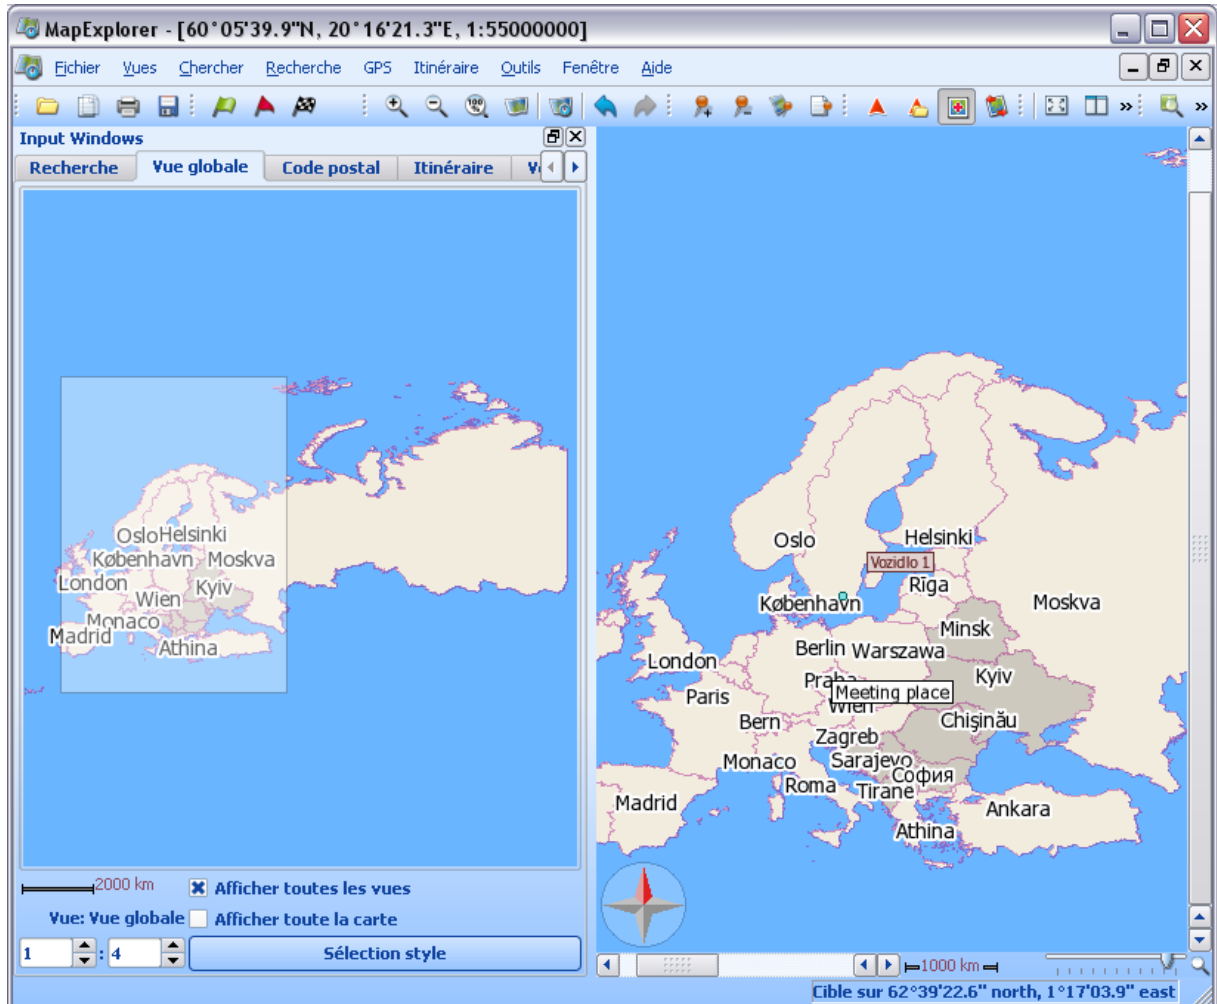 MapExplorer - [60°05'39.9"N, 20°16'21.3"E, 1:55000000]
Fichier Vues Chercher Recherche GPS Itinéraire Outils Fenêtre Aide
100 %
Input Windows
Recherche Vue globale Code postal Itinéraire
Oslo Helsinki
København Moskva
London Kyiv
Wien
Monaco
Madrid
Athina
2000 km Afficher toutes les vues
Vue: Vue globale Afficher toute la carte
1 : 4 Sélection style
Oslo Helsinki
Vozidlo 1
Rīga
København Moskva
Minsk
Berlin Warszawa
London
Praha Kyiv
Paris Meeting place
Wien
Bern Chişinău
Zagreb
Monaco Sarajevo
София
Roma Tirane
Madrid Ankara
Athina
1000 km
Cible sur 62°39'22.6" north, 1°17'03.9" east